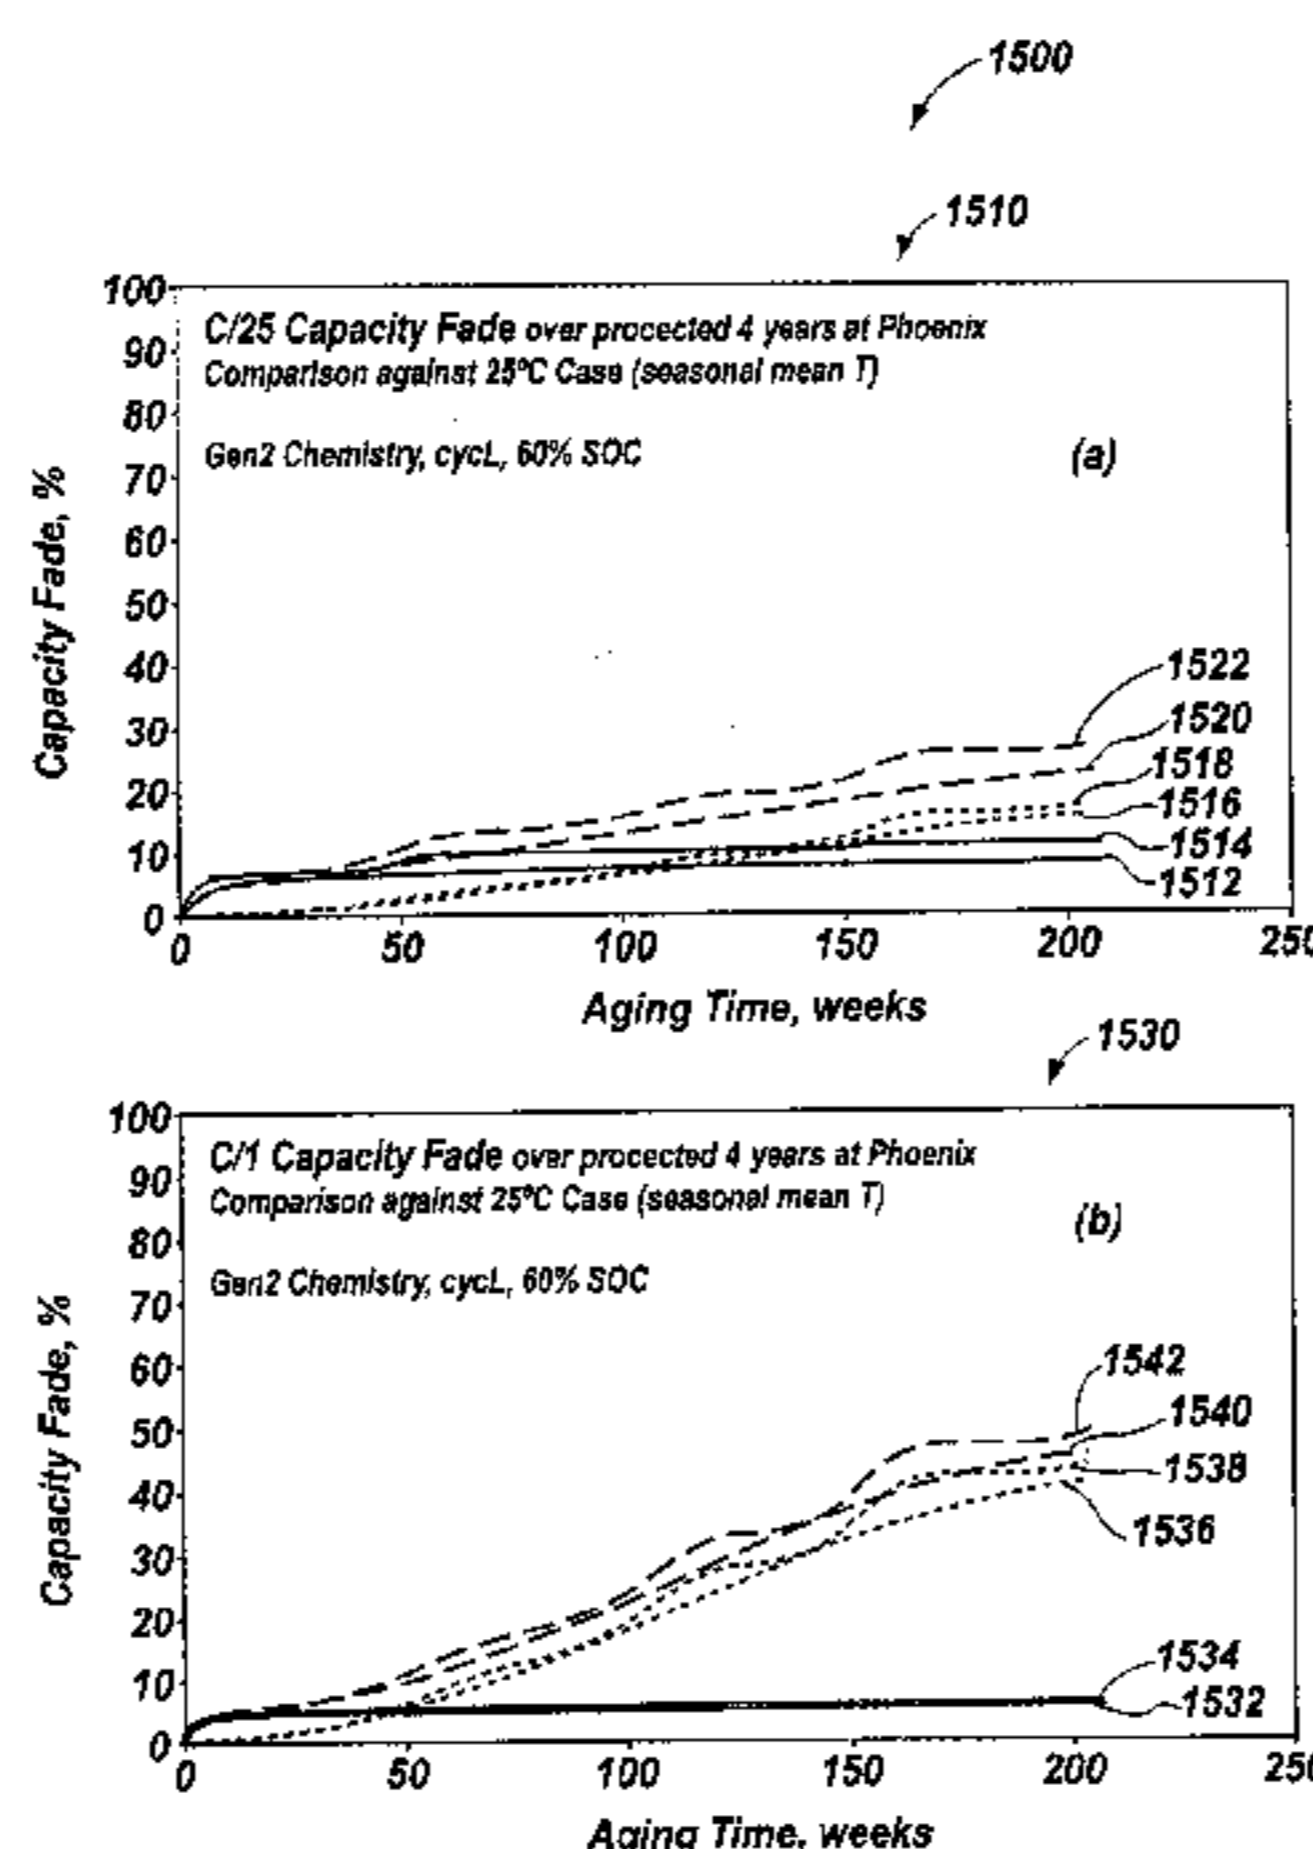 1500
1510
100
C/25 Capacity Fade over procected 4 years at Phoenix
90
Comparison against 25ºC Case (seasonal mean T)
80
Gen2 Chemistry, cycL, 60% SOC
(a)
70
60
50
40
30
20
10
0
Capacity Fade, %
1522
1520
1518
1516
1514
1512
0 50 100 150 200 250
Aging Time, weeks
1530
100
C/1 Capacity Fade over procected 4 years at Phoenix
90
Comparison against 25ºC Case (seasonal mean T)
(b)
80
Gen2 Chemistry, cycL, 60% SOC
70
60
50
40
30
20
10
0
Capacity Fade, %
1542
1540
1538
1536
1534
1532
0 50 100 150 200 250
Aging Time, weeks